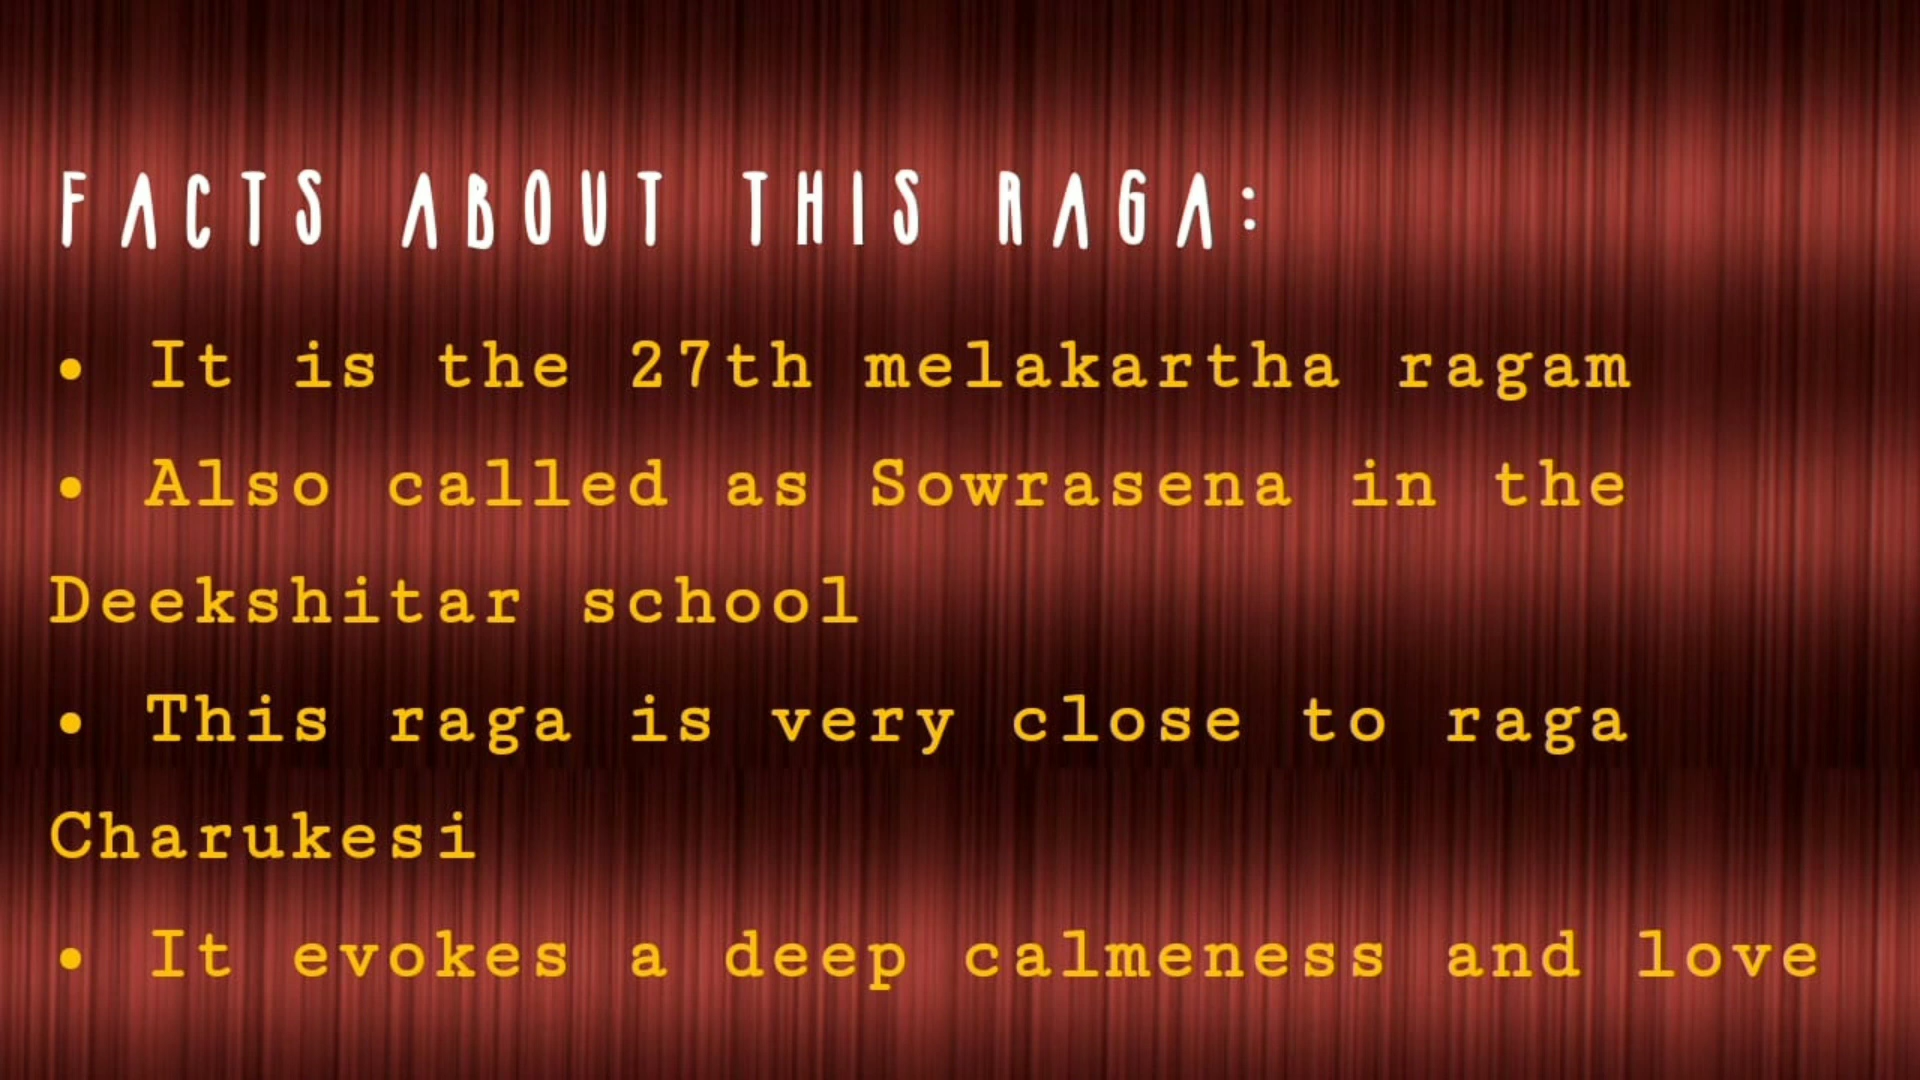 FACTS ABOUT THIS RAGA:
• It is the 27th melakartha ragam
• Also called as Sowrasena in the
Deekshitar school
• This raga is very close to raga
Charukesi
• It evokes a deep calmeness and love